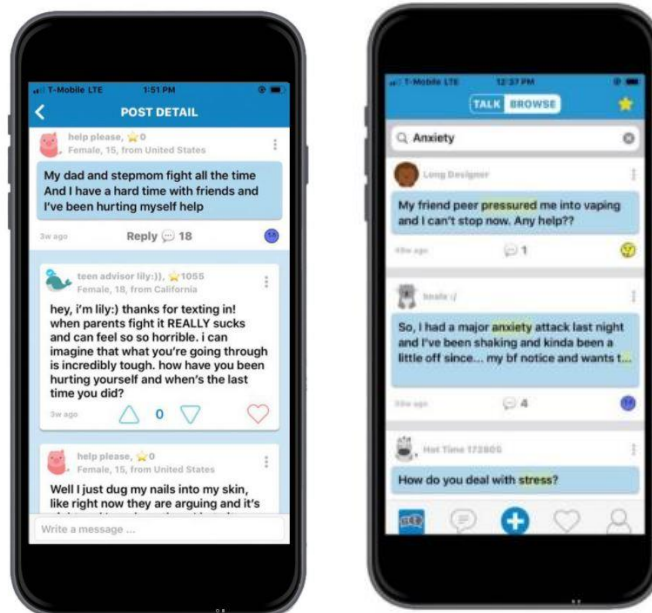 T-Mobile LTE 1:51 PM
POST DETAIL
help please, 0
Female, 15, from United States
My dad and stepmom fight all the time
And I have a hard time with friends and
I've been hurting myself help
3w ago Reply 18
teen advisor lily:)), 1055
Female, 18, from California
hey, i'm lily:) thanks for texting in!
when parents fight it REALLY sucks
and can feel so so horrible. i can
imagine that what you're going through
is incredibly tough. how have you been
hurting yourself and when's the last
time you did?
3w ago 0
help please, 0
Female, 15, from United States
Well I just dug my nails into my skin,
like right now they are arguing and it's
Write a message ...
T-Mobile LTE 12:37 PM
TALK BROWSE
Anxiety
Long Designer
My friend peer pressured me into vaping
and I can't stop now. Any help??
ago 1
koala :/
So, I had a major anxiety attack last night
and I've been shaking and kinda been a
little off since... my bf notice and wants t...
ago 4
Hot Time 172805
How do you deal with stress?